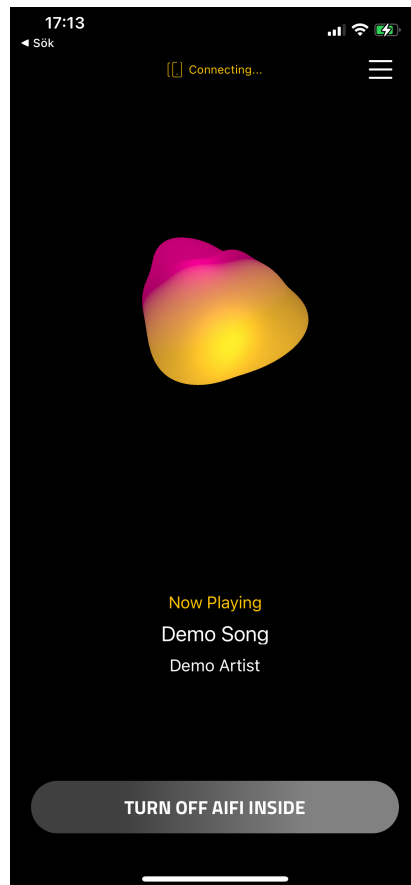 17:13
◀ Sök
Connecting...
Now Playing
Demo Song
Demo Artist
TURN OFF AIFI INSIDE